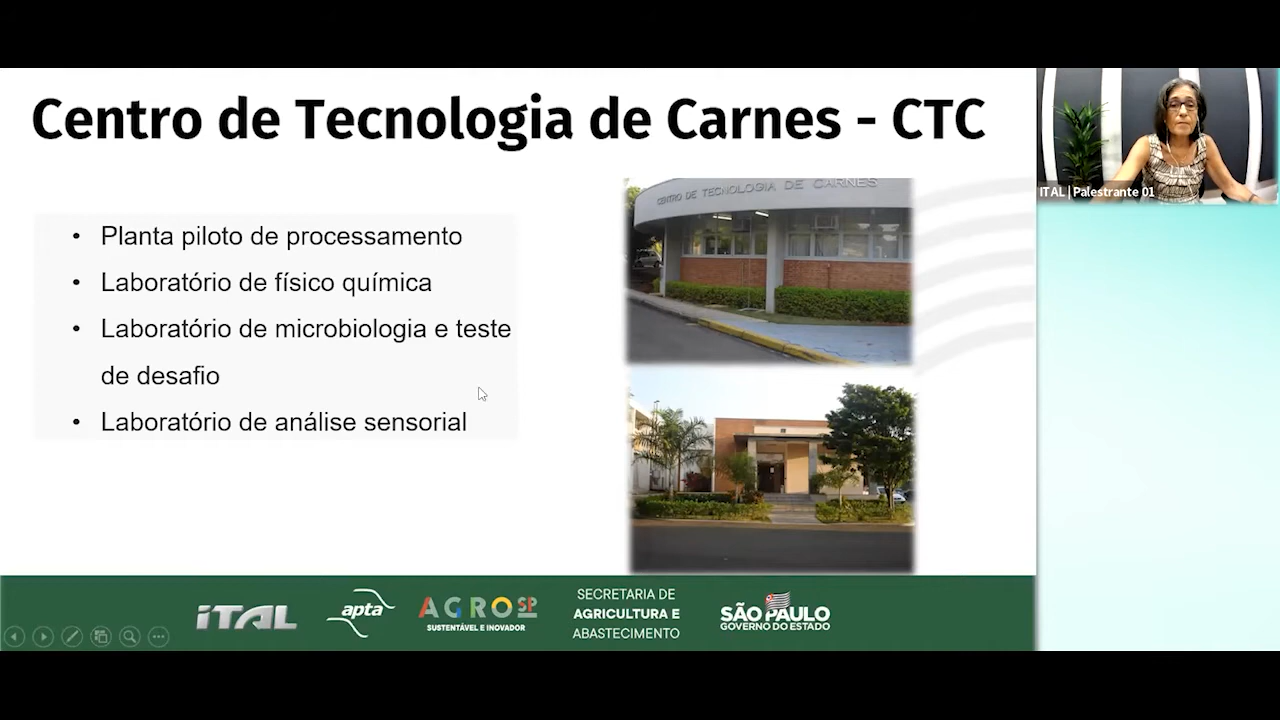 Centro de Tecnologia de Carnes - CTC
ITAL | Palestrante 01
CENTRO DE TECNOLOGIA DE CARNES
• Planta piloto de processamento
• Laboratório de físico química
• Laboratório de microbiologia e teste
de desafio
• Laboratório de análise sensorial
iTAL
apta
AGRO SP
SUSTENTÁVEL E INOVADOR
SECRETARIA DE
AGRICULTURA E
ABASTECIMENTO
SÃO PAULO
GOVERNO DO ESTADO